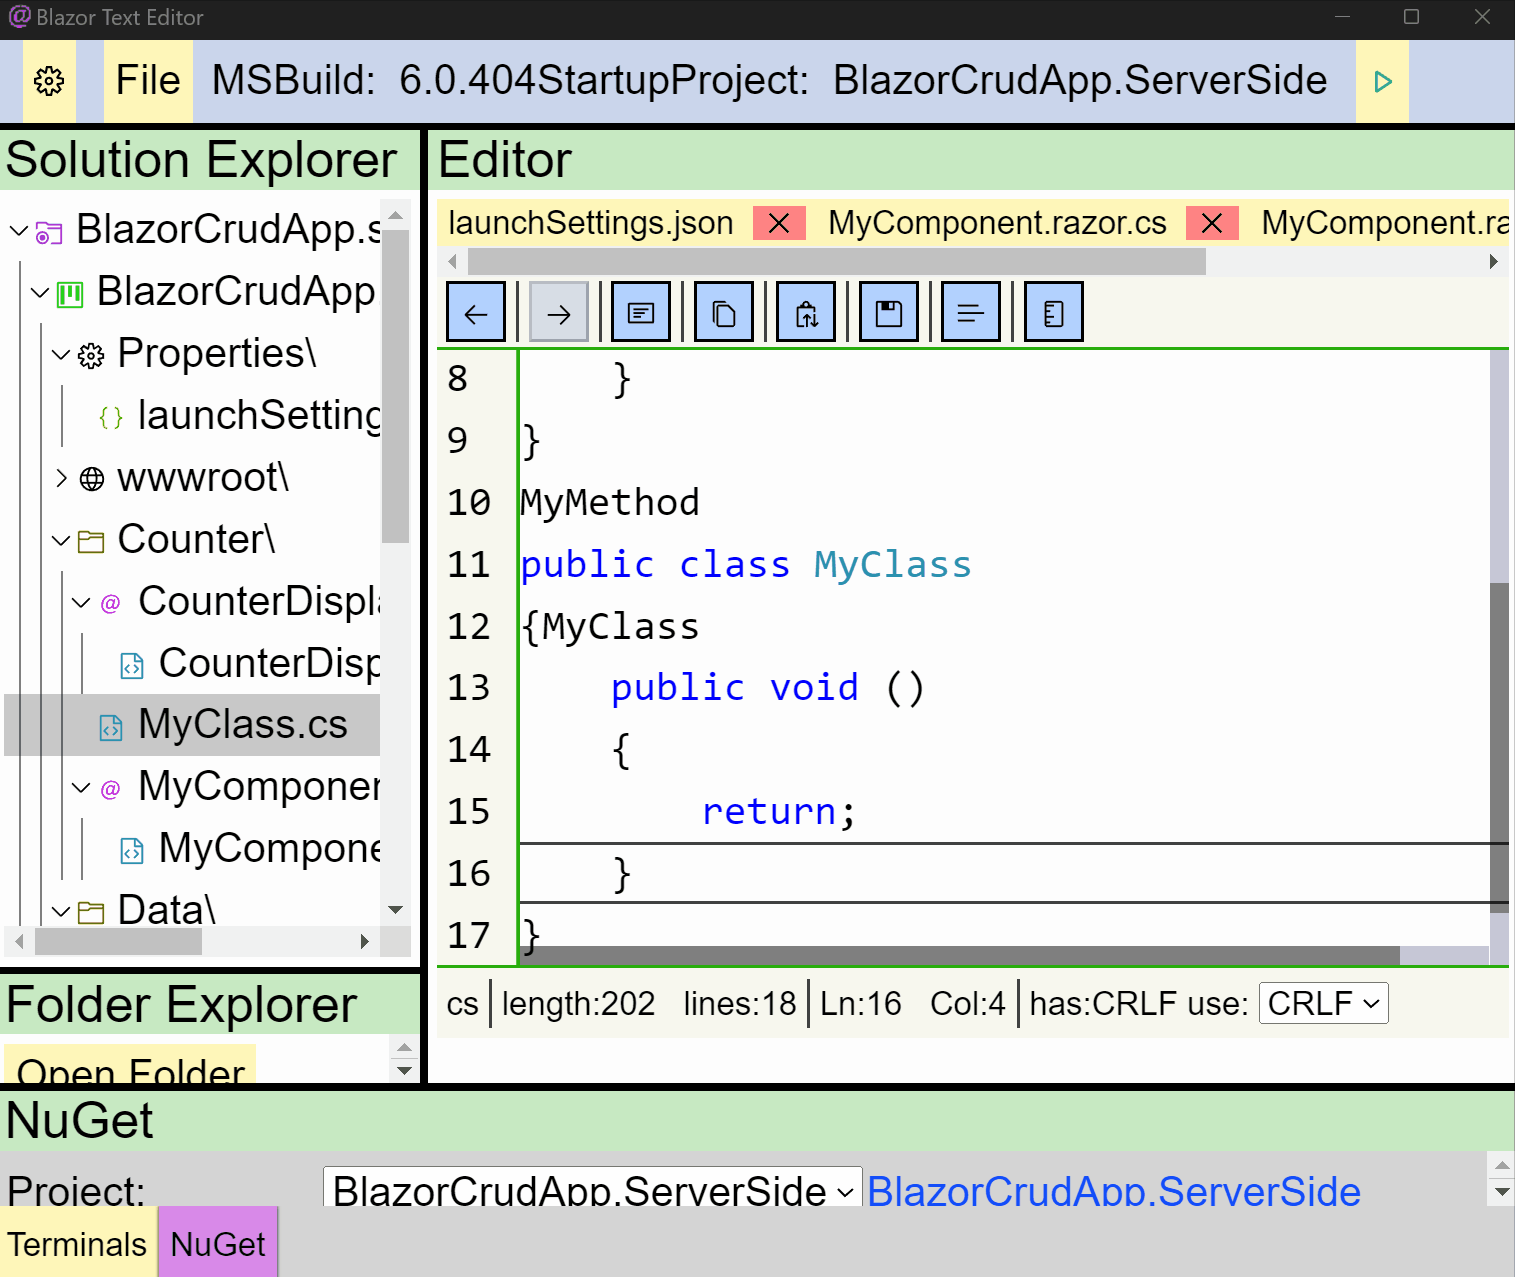 Blazor Text Editor
File MSBuild: 6.0.404StartupProject: BlazorCrudApp.ServerSide
Solution Explorer
BlazorCrudApp.s
BlazorCrudApp.
Properties\
launchSetting
wwwroot\
Counter\
CounterDispla
CounterDisp
MyClass.cs
MyComponen
MyCompone
Data\
Folder Explorer
Open Folder
Editor
launchSettings.json MyComponent.razor.cs MyComponent.ra
8 }
9 }
10 MyMethod
11 public class MyClass
12 {MyClass
13 public void ()
14 {
15 return;
16 }
17 }
cs length:202 lines:18 Ln:16 Col:4 has:CRLF use: CRLF
NuGet
Project: BlazorCrudApp.ServerSide BlazorCrudApp.ServerSide
Terminals NuGet